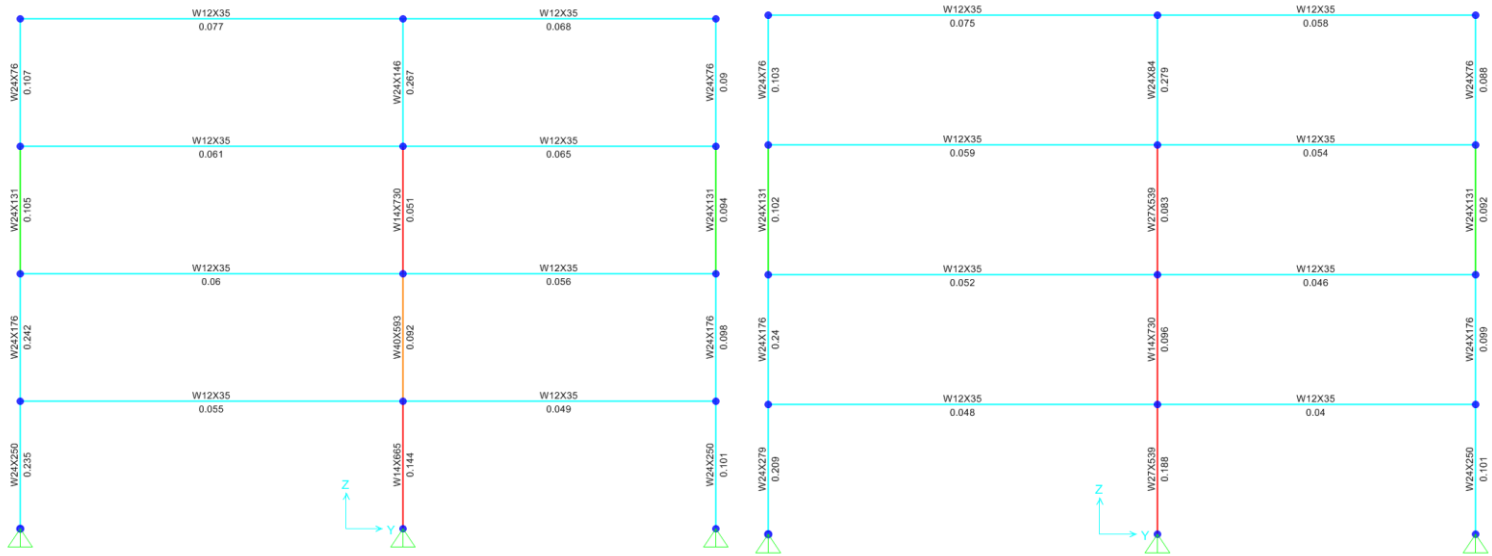 W12X35
0.077
W12X35
0.068
W24X76
0.107
W24X146
0.267
W24X76
0.09
W12X35
0.061
W12X35
0.065
W24X131
0.105
W14X730
0.051
W24X131
0.094
W12X35
0.06
W12X35
0.056
W24X176
0.242
W40X593
0.092
W24X176
0.098
W12X35
0.055
W12X35
0.049
W24X250
0.235
W14X665
0.144
W24X250
0.101
Z
Y
W12X35
0.075
W12X35
0.058
W24X76
0.103
W24X84
0.279
W24X76
0.088
W12X35
0.059
W12X35
0.054
W24X131
0.102
W27X539
0.083
W24X131
0.092
W12X35
0.052
W12X35
0.046
W24X176
0.24
W14X730
0.096
W24X176
0.099
W12X35
0.048
W12X35
0.04
W24X279
0.209
W27X539
0.188
W24X250
0.101
Z
Y